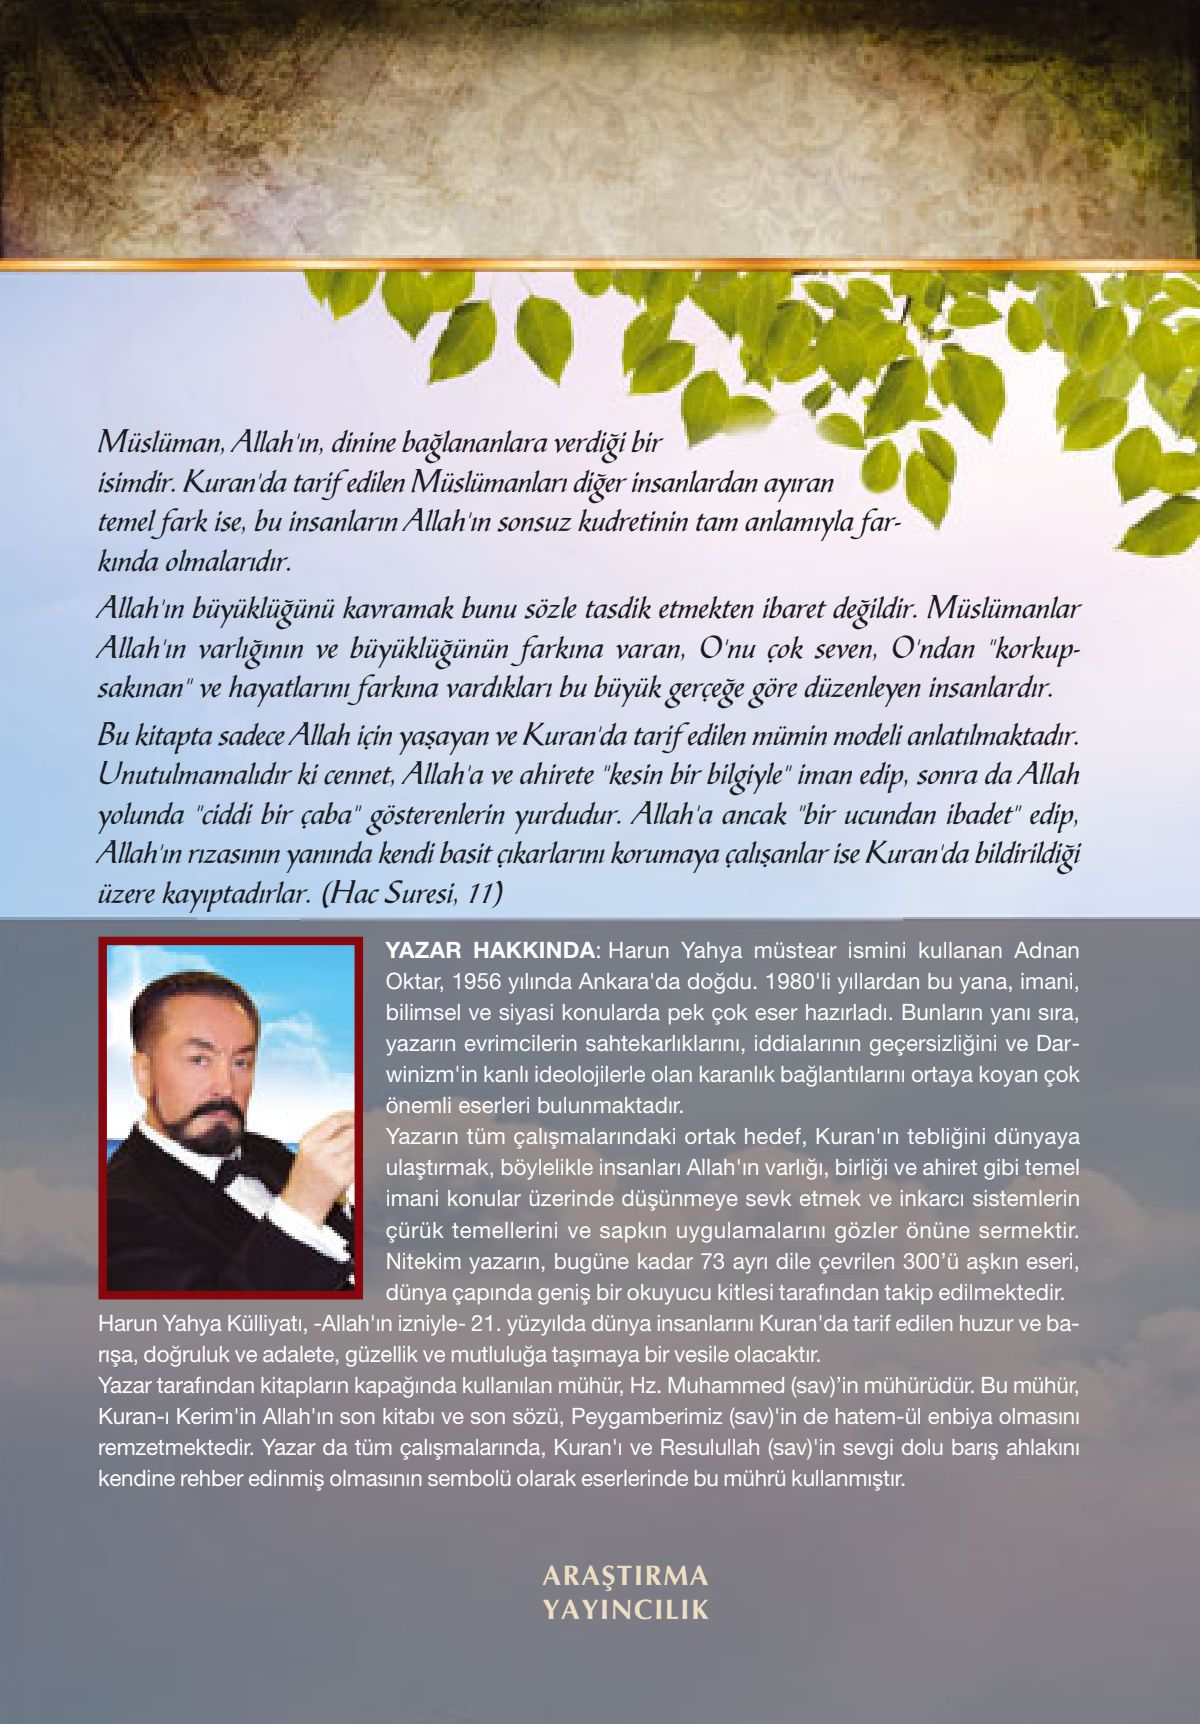 Müslüman, Allah'ın, dinine bağlananlara verdiği bir
isimdir. Kuran'da tarif edilen Müslümanları diğer insanlardan ayıran
temel fark ise, bu insanların Allah'ın sonsuz kudretinin tam anlamıyla far-
kında olmalarıdır.
Allah'ın büyüklüğünü kavramak bunu sözle tasdik etmekten ibaret değildir. Müslümanlar
Allah'ın varlığının ve büyüklüğünün farkına varan, O'nu çok seven, O'ndan "korkup-
sakınan" ve hayatlarını farkına vardıkları bu büyük gerçeğe göre düzenleyen insanlardır.
Bu kitapta sadece Allah için yaşayan ve Kuran'da tarif edilen mümin modeli anlatılmaktadır.
Unutulmamalıdır ki cennet, Allah'a ve ahirete "kesin bir bilgiyle" iman edip, sonra da Allah
yolunda "ciddi bir çaba" gösterenlerin yurdudur. Allah'a ancak "bir ucundan ibadet" edip,
Allah'ın rızasının yanında kendi basit çıkarlarını korumaya çalışanlar ise Kuran'da bildirildiği
üzere kayıptadırlar. (Hac Suresi, 11)
YAZAR HAKKINDA: Harun Yahya müstear ismini kullanan Adnan
Oktar, 1956 yılında Ankara'da doğdu. 1980'li yıllardan bu yana, imani,
bilimsel ve siyasi konularda pek çok eser hazırladı. Bunların yanı sıra,
yazarın evrimcilerin sahtekarlıklarını, iddialarının geçersizliğini ve Dar-
winizm'in kanlı ideolojilerle olan karanlık bağlantılarını ortaya koyan çok
önemli eserleri bulunmaktadır.
Yazarın tüm çalışmalarındaki ortak hedef, Kuran'ın tebliğini dünyaya
ulaştırmak, böylelikle insanları Allah'ın varlığı, birliği ve ahiret gibi temel
imani konular üzerinde düşünmeye sevk etmek ve inkarcı sistemlerin
çürük temellerini ve sapkın uygulamalarını gözler önüne sermektir.
Nitekim yazarın, bugüne kadar 73 ayrı dile çevrilen 300’ü aşkın eseri,
dünya çapında geniş bir okuyucu kitlesi tarafından takip edilmektedir.
Harun Yahya Külliyatı, -Allah'ın izniyle- 21. yüzyılda dünya insanlarını Kuran'da tarif edilen huzur ve ba-
rışa, doğruluk ve adalete, güzellik ve mutluluğa taşımaya bir vesile olacaktır.
Yazar tarafından kitapların kapağında kullanılan mühür, Hz. Muhammed (sav)’in mühürüdür. Bu mühür,
Kuran-ı Kerim'in Allah'ın son kitabı ve son sözü, Peygamberimiz (sav)'in de hatem-ül enbiya olmasını
remzetmektedir. Yazar da tüm çalışmalarında, Kuran'ı ve Resulullah (sav)'in sevgi dolu barış ahlakını
kendine rehber edinmiş olmasının sembolü olarak eserlerinde bu mührü kullanmıştır.
ARAŞTIRMA
YAYINCILIK